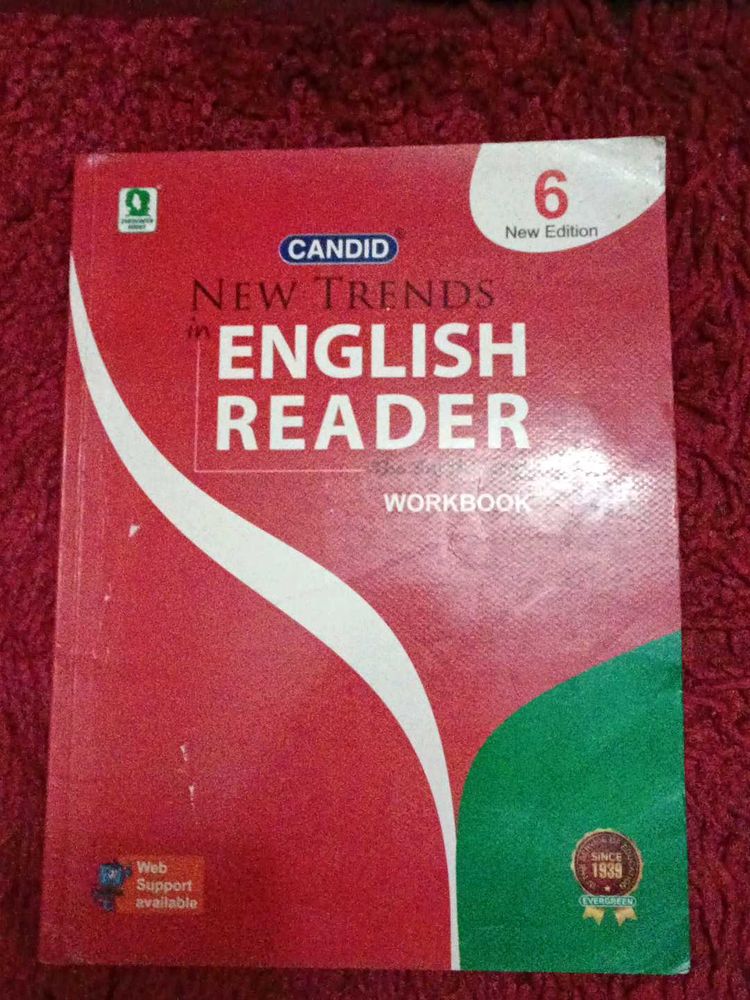 6
New Edition
CANDID®
NEW TRENDS
in
ENGLISH
READER
WORKBOOK
Web
Support
available
SINCE
1939
EVERGREEN